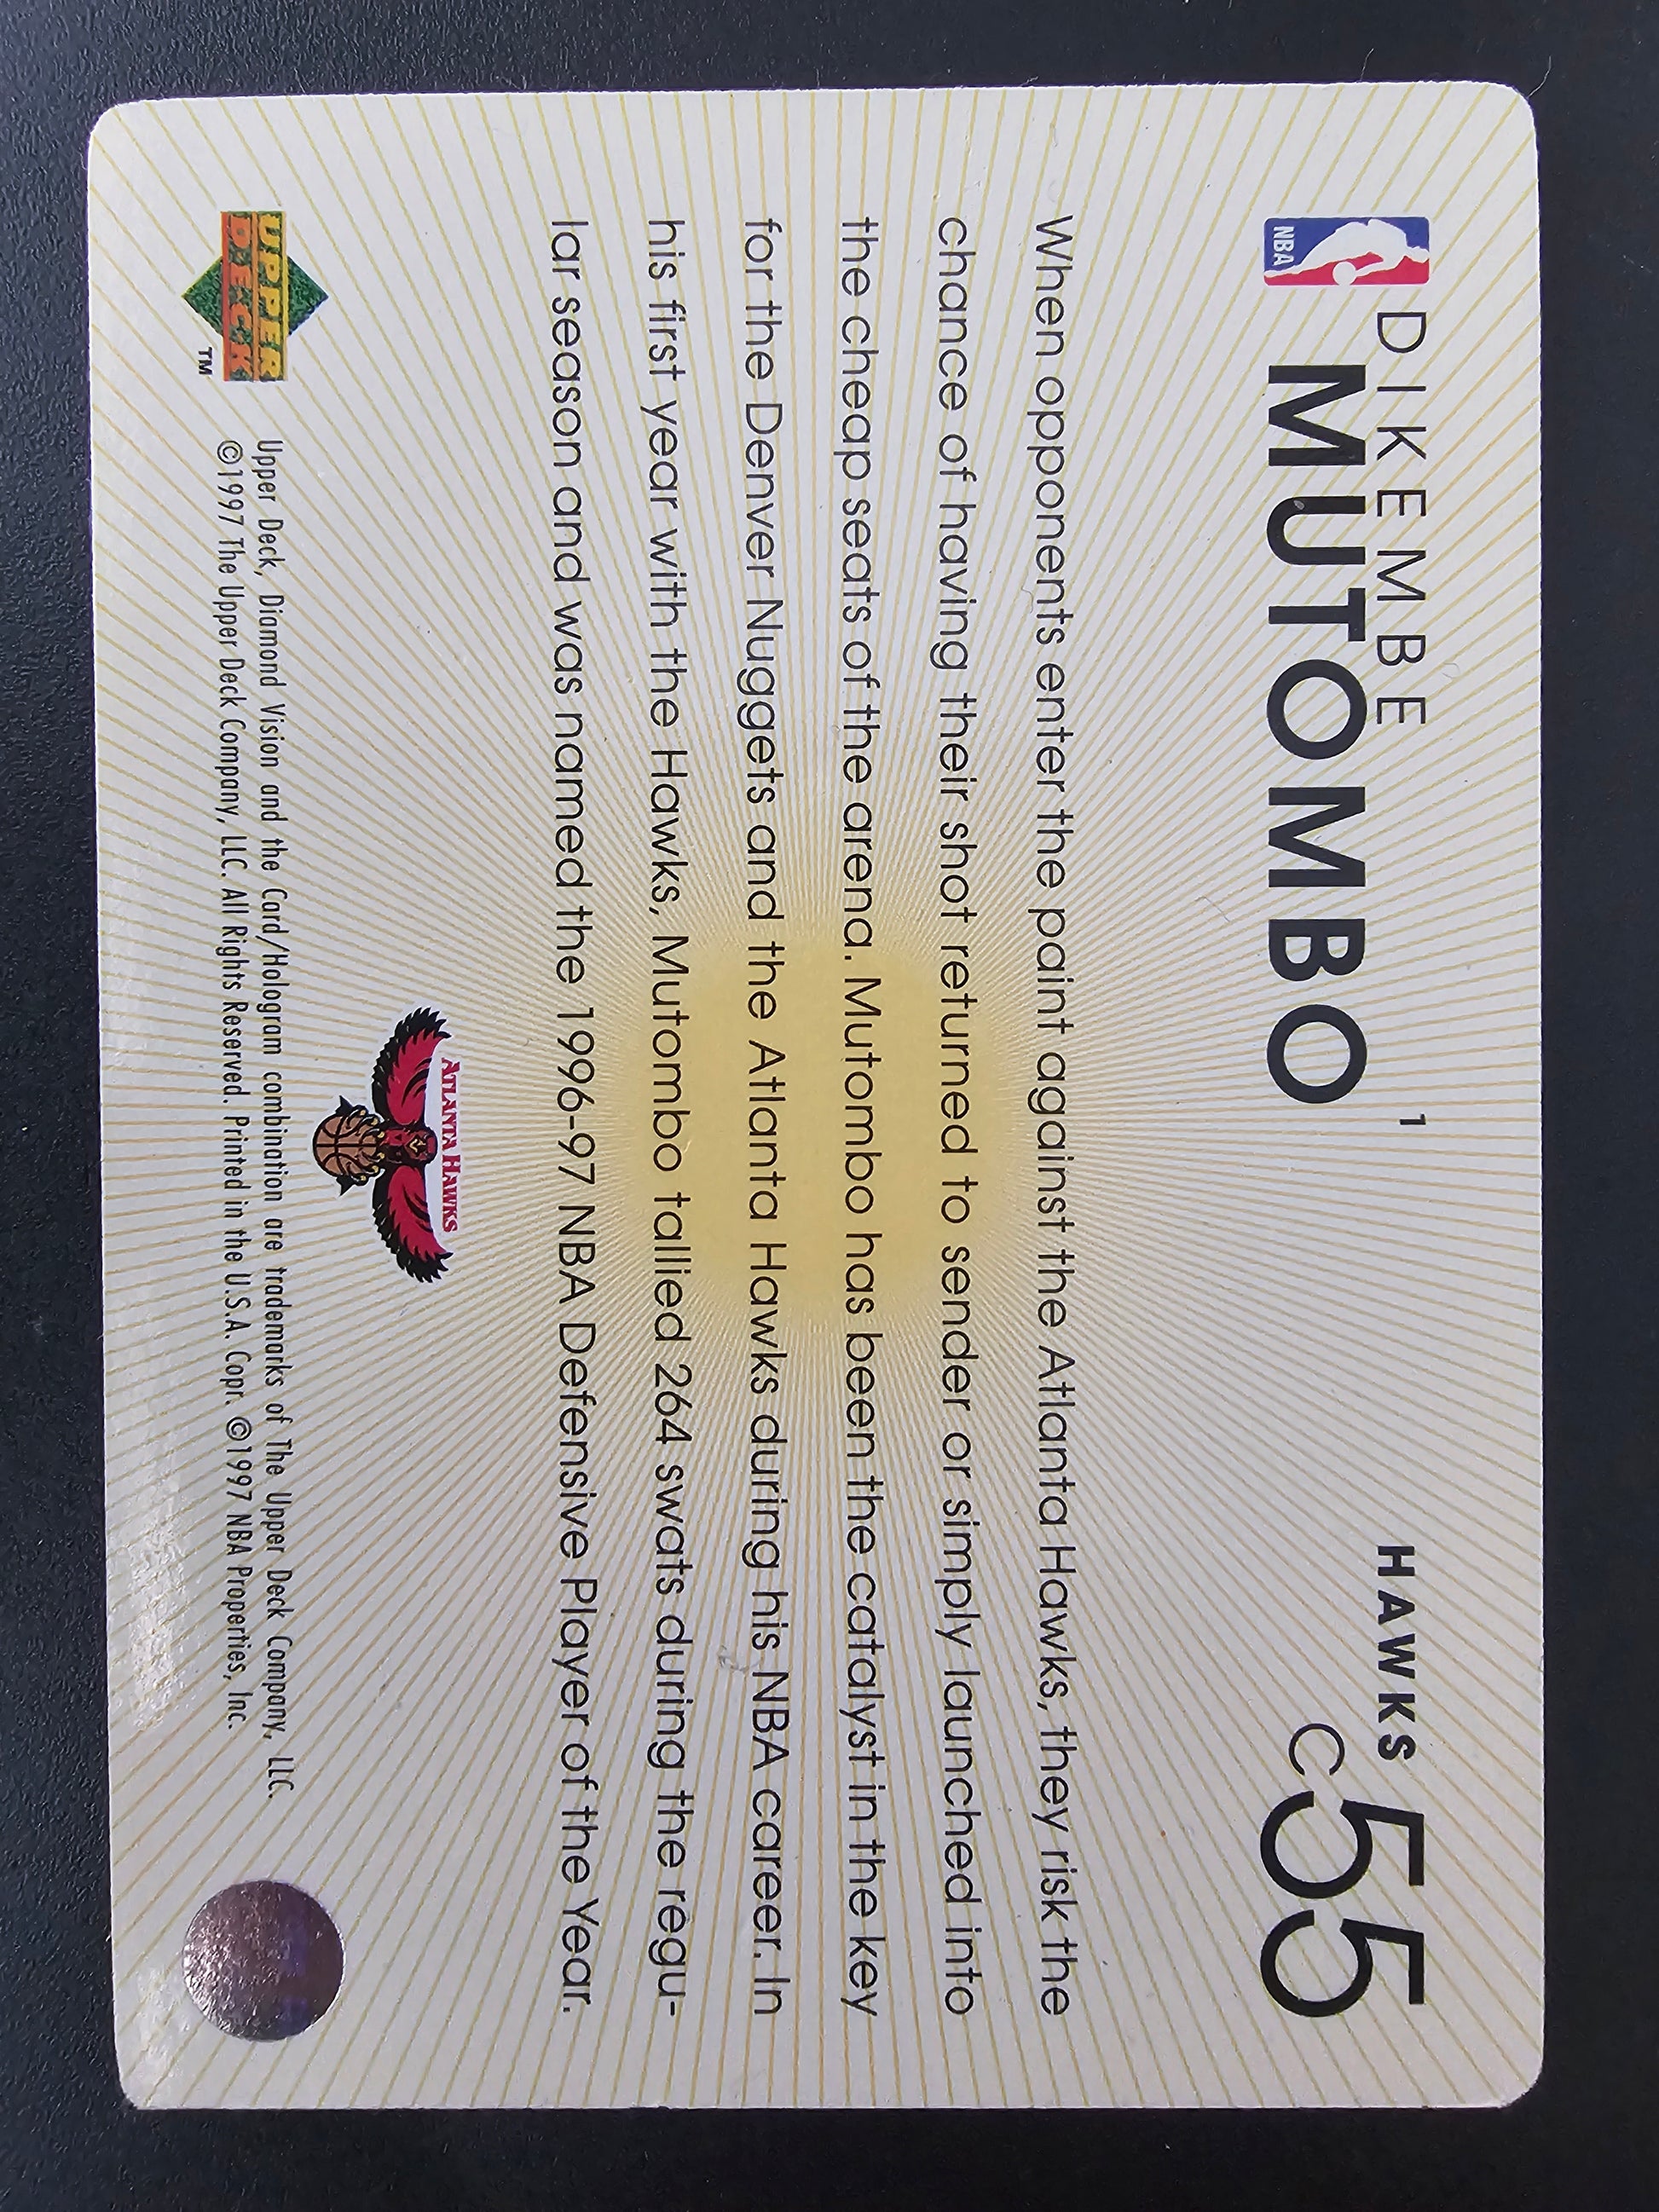 NBA
DIKEMBE
MUTOMBO
1
HAWKS
C 55
When opponents enter the paint against the Atlanta Hawks, they risk the
chance of having their shot returned to sender or simply launched into
the cheap seats of the arena. Mutombo has been the catalyst in the key
for the Denver Nuggets and the Atlanta Hawks during his NBA career. In
his first year with the Hawks, Mutombo tallied 264 swats during the regu-
lar season and was named the 1996-97 NBA Defensive Player of the Year.
ATLANTA HAWKS
UPPER
DECK
TM
Upper Deck, Diamond Vision and the Card/Hologram combination are trademarks of The Upper Deck Company, LLC.
©1997 The Upper Deck Company, LLC. All Rights Reserved. Printed in the U.S.A. Copr. ©1997 NBA Properties, Inc.